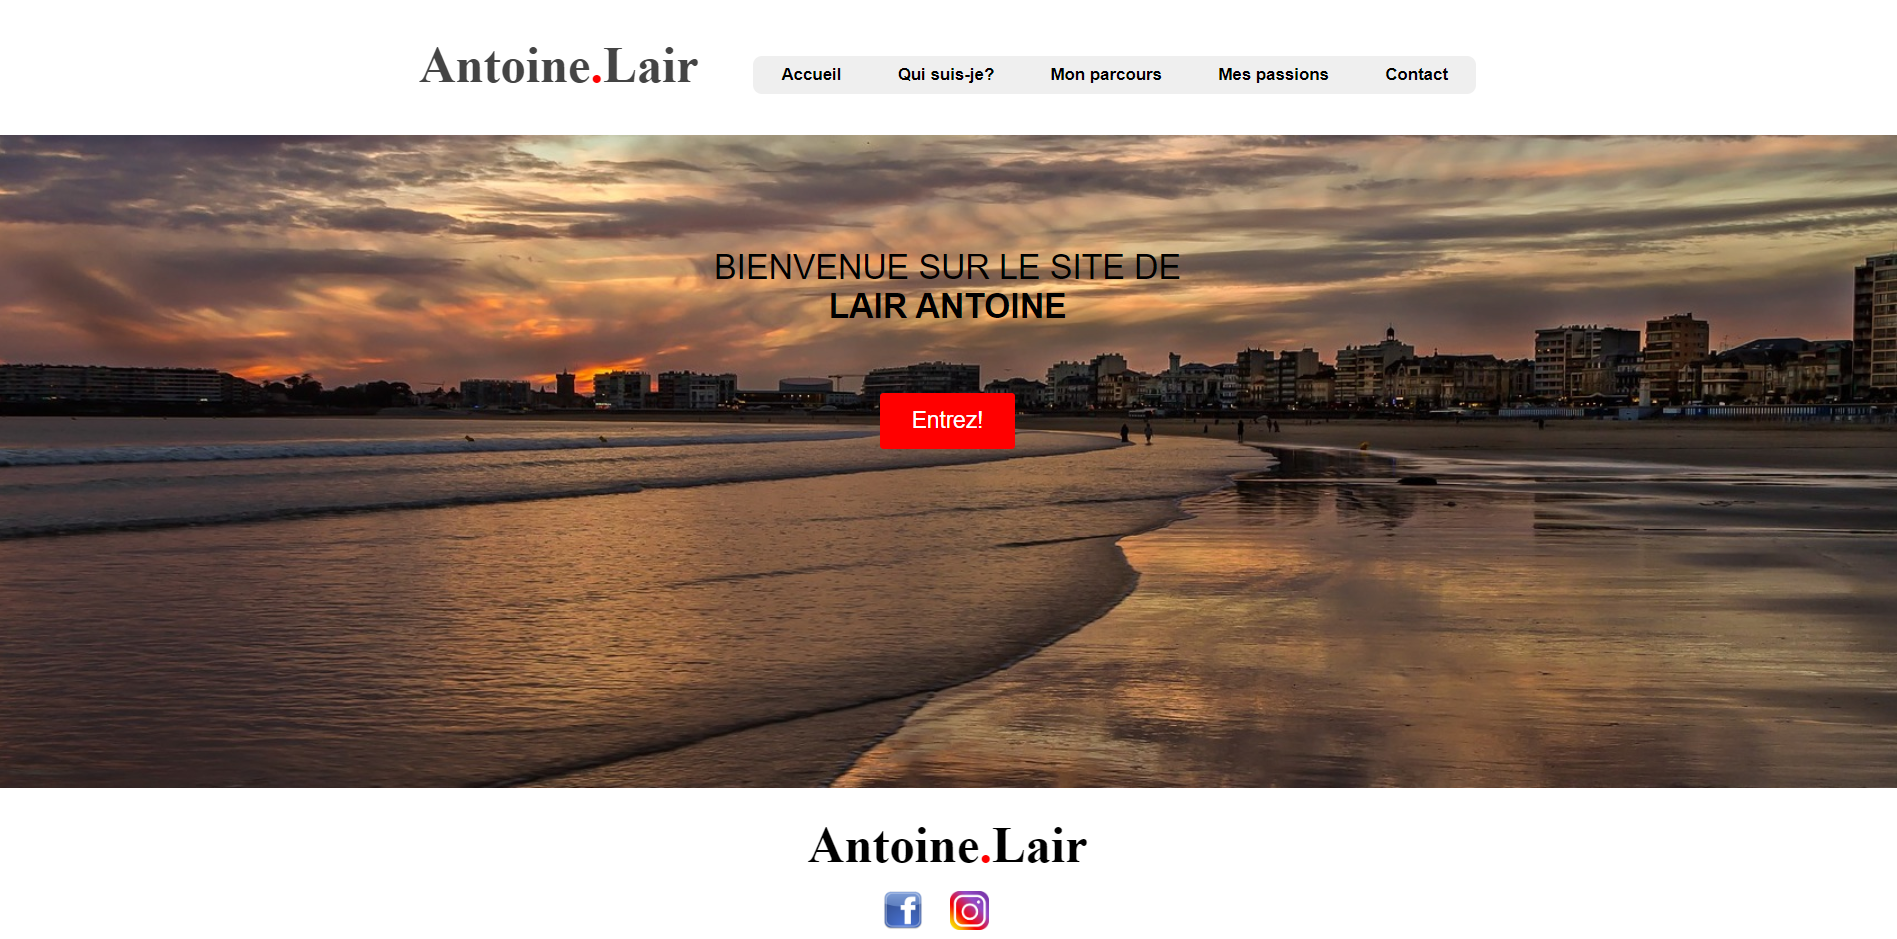 Antoine.Lair
Accueil Qui suis-je? Mon parcours Mes passions Contact
BIENVENUE SUR LE SITE DE
LAIR ANTOINE
Entrez!
Antoine.Lair